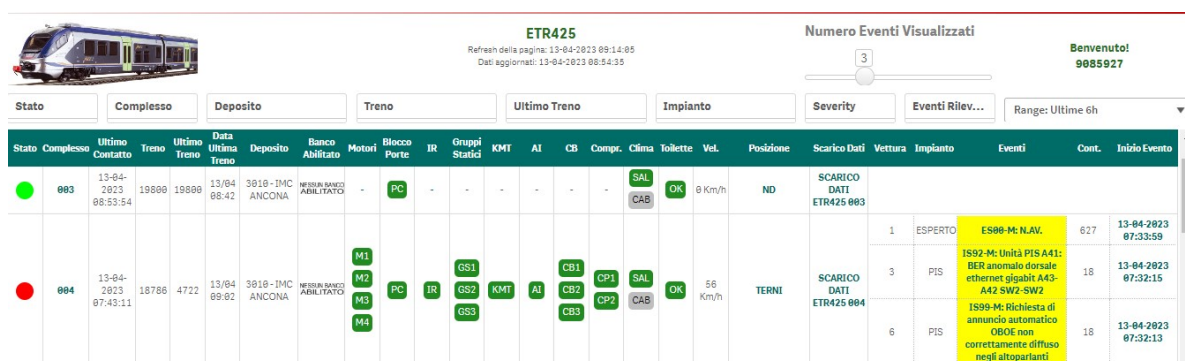 ETR425
Refresh della pagina: 13-04-2023 09:14:05
Dati aggiornati: 13-04-2023 08:54:35
Numero Eventi Visualizzati
3
Benvenuto!
9085927
Stato Complesso Deposito Treno Ultimo Treno Impianto Severity Eventi Rilev... Range: Ultime 6h
Stato Complesso Ultimo Contatto Treno Ultimo Treno Data Ultima Treno Deposito Banco Abilitato Motori Blocco Porte IR Gruppi Statici KMT AI CB Compr. Clima Toilette Vel. Posizione Scarico Dati Vettura Impianto Eventi Cont. Inizio Evento
003 13-04-2023 08:53:54 19800 19800 13/04 08:42 3010-IMC ANCONA NESSUN BANCO ABILITATO - PC - - - - - - SAL CAB OK 0 Km/h ND SCARICO DATI ETR425 003
004 13-04-2023 07:43:11 18786 4722 13/04 09:02 3010-IMC ANCONA NESSUN BANCO ABILITATO M1 M2 M3 M4 PC IR GS1 GS2 GS3 KMT AI CB1 CB2 CB3 CP1 CP2 SAL CAB OK 56 Km/h TERNI SCARICO DATI ETR425 004
1 ESPERTO ES00-M: N.AV. 627 13-04-2023 07:33:59
3 PIS IS92-M: Unità PIS A41: BER anomalo dorsale ethernet gigabit A43-A42 SW2-SW2 18 13-04-2023 07:32:15
6 PIS IS99-M: Richiesta di annuncio automatico OBOE non correttamente diffuso negli altoparlanti 18 13-04-2023 07:32:13